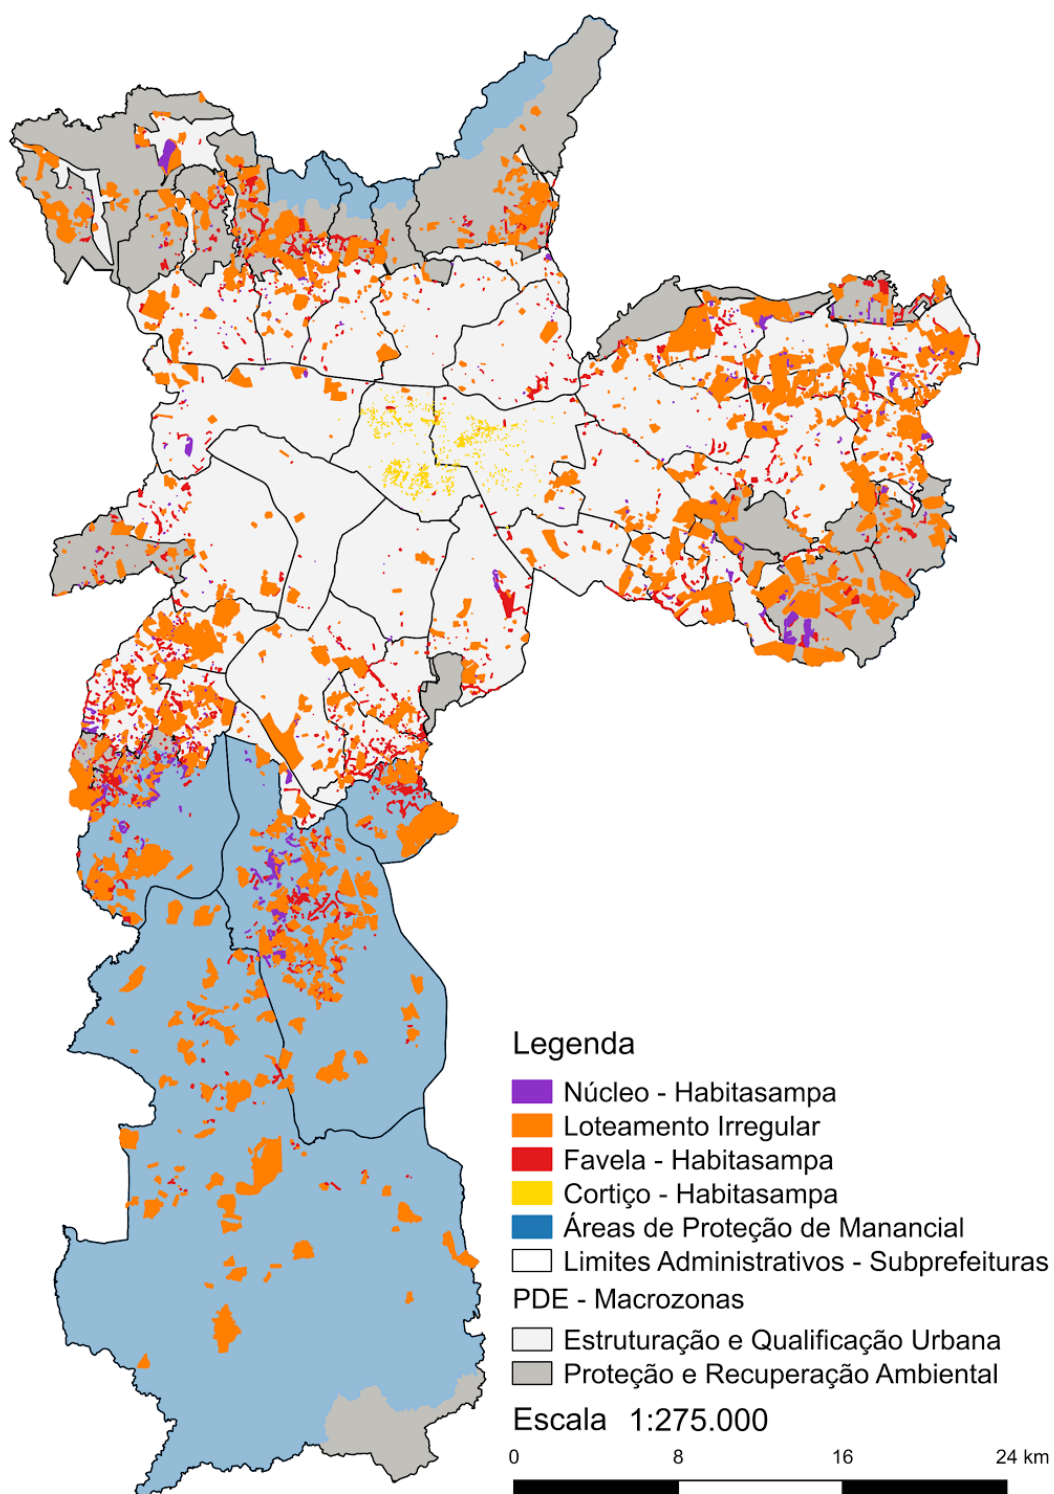 Legenda
Núcleo - Habitasampa
Loteamento Irregular
Favela - Habitasampa
Cortiço - Habitasampa
Áreas de Proteção de Manancial
Limites Administrativos - Subprefeituras
PDE - Macrozonas
Estruturação e Qualificação Urbana
Proteção e Recuperação Ambiental
Escala 1:275.000
0 8 16 24 km